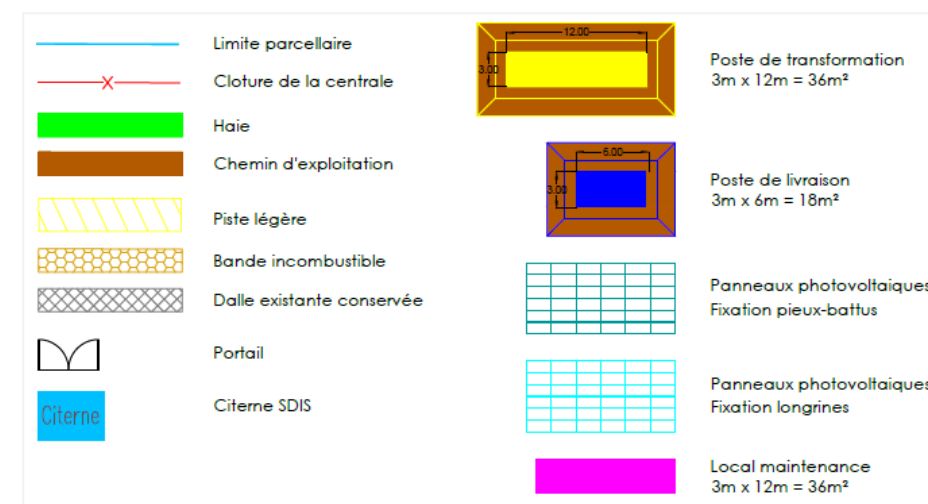 Limite parcellaire
Cloture de la centrale
Haie
Chemin d'exploitation
Piste légère
Bande incombustible
Dalle existante conservée
Portail
Citerne
Citerne SDIS
12.00
3.00
Poste de transformation
3m x 12m = 36m²
6.00
3.00
Poste de livraison
3m x 6m = 18m²
Panneaux photovoltaiques
Fixation pieux-battus
Panneaux photovoltaiques
Fixation longrines
Local maintenance
3m x 12m = 36m²